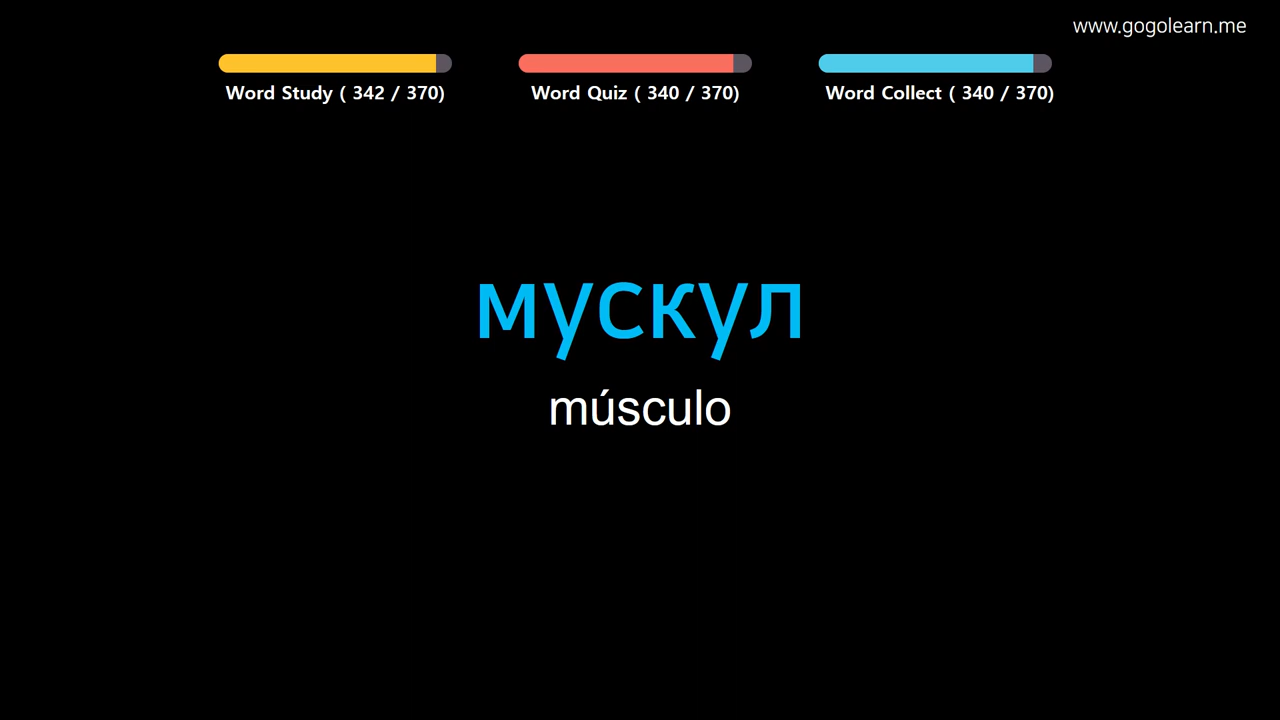 www.gogolearn.me
Word Study ( 342 / 370)
Word Quiz ( 340 / 370)
Word Collect ( 340 / 370)
мускул
músculo